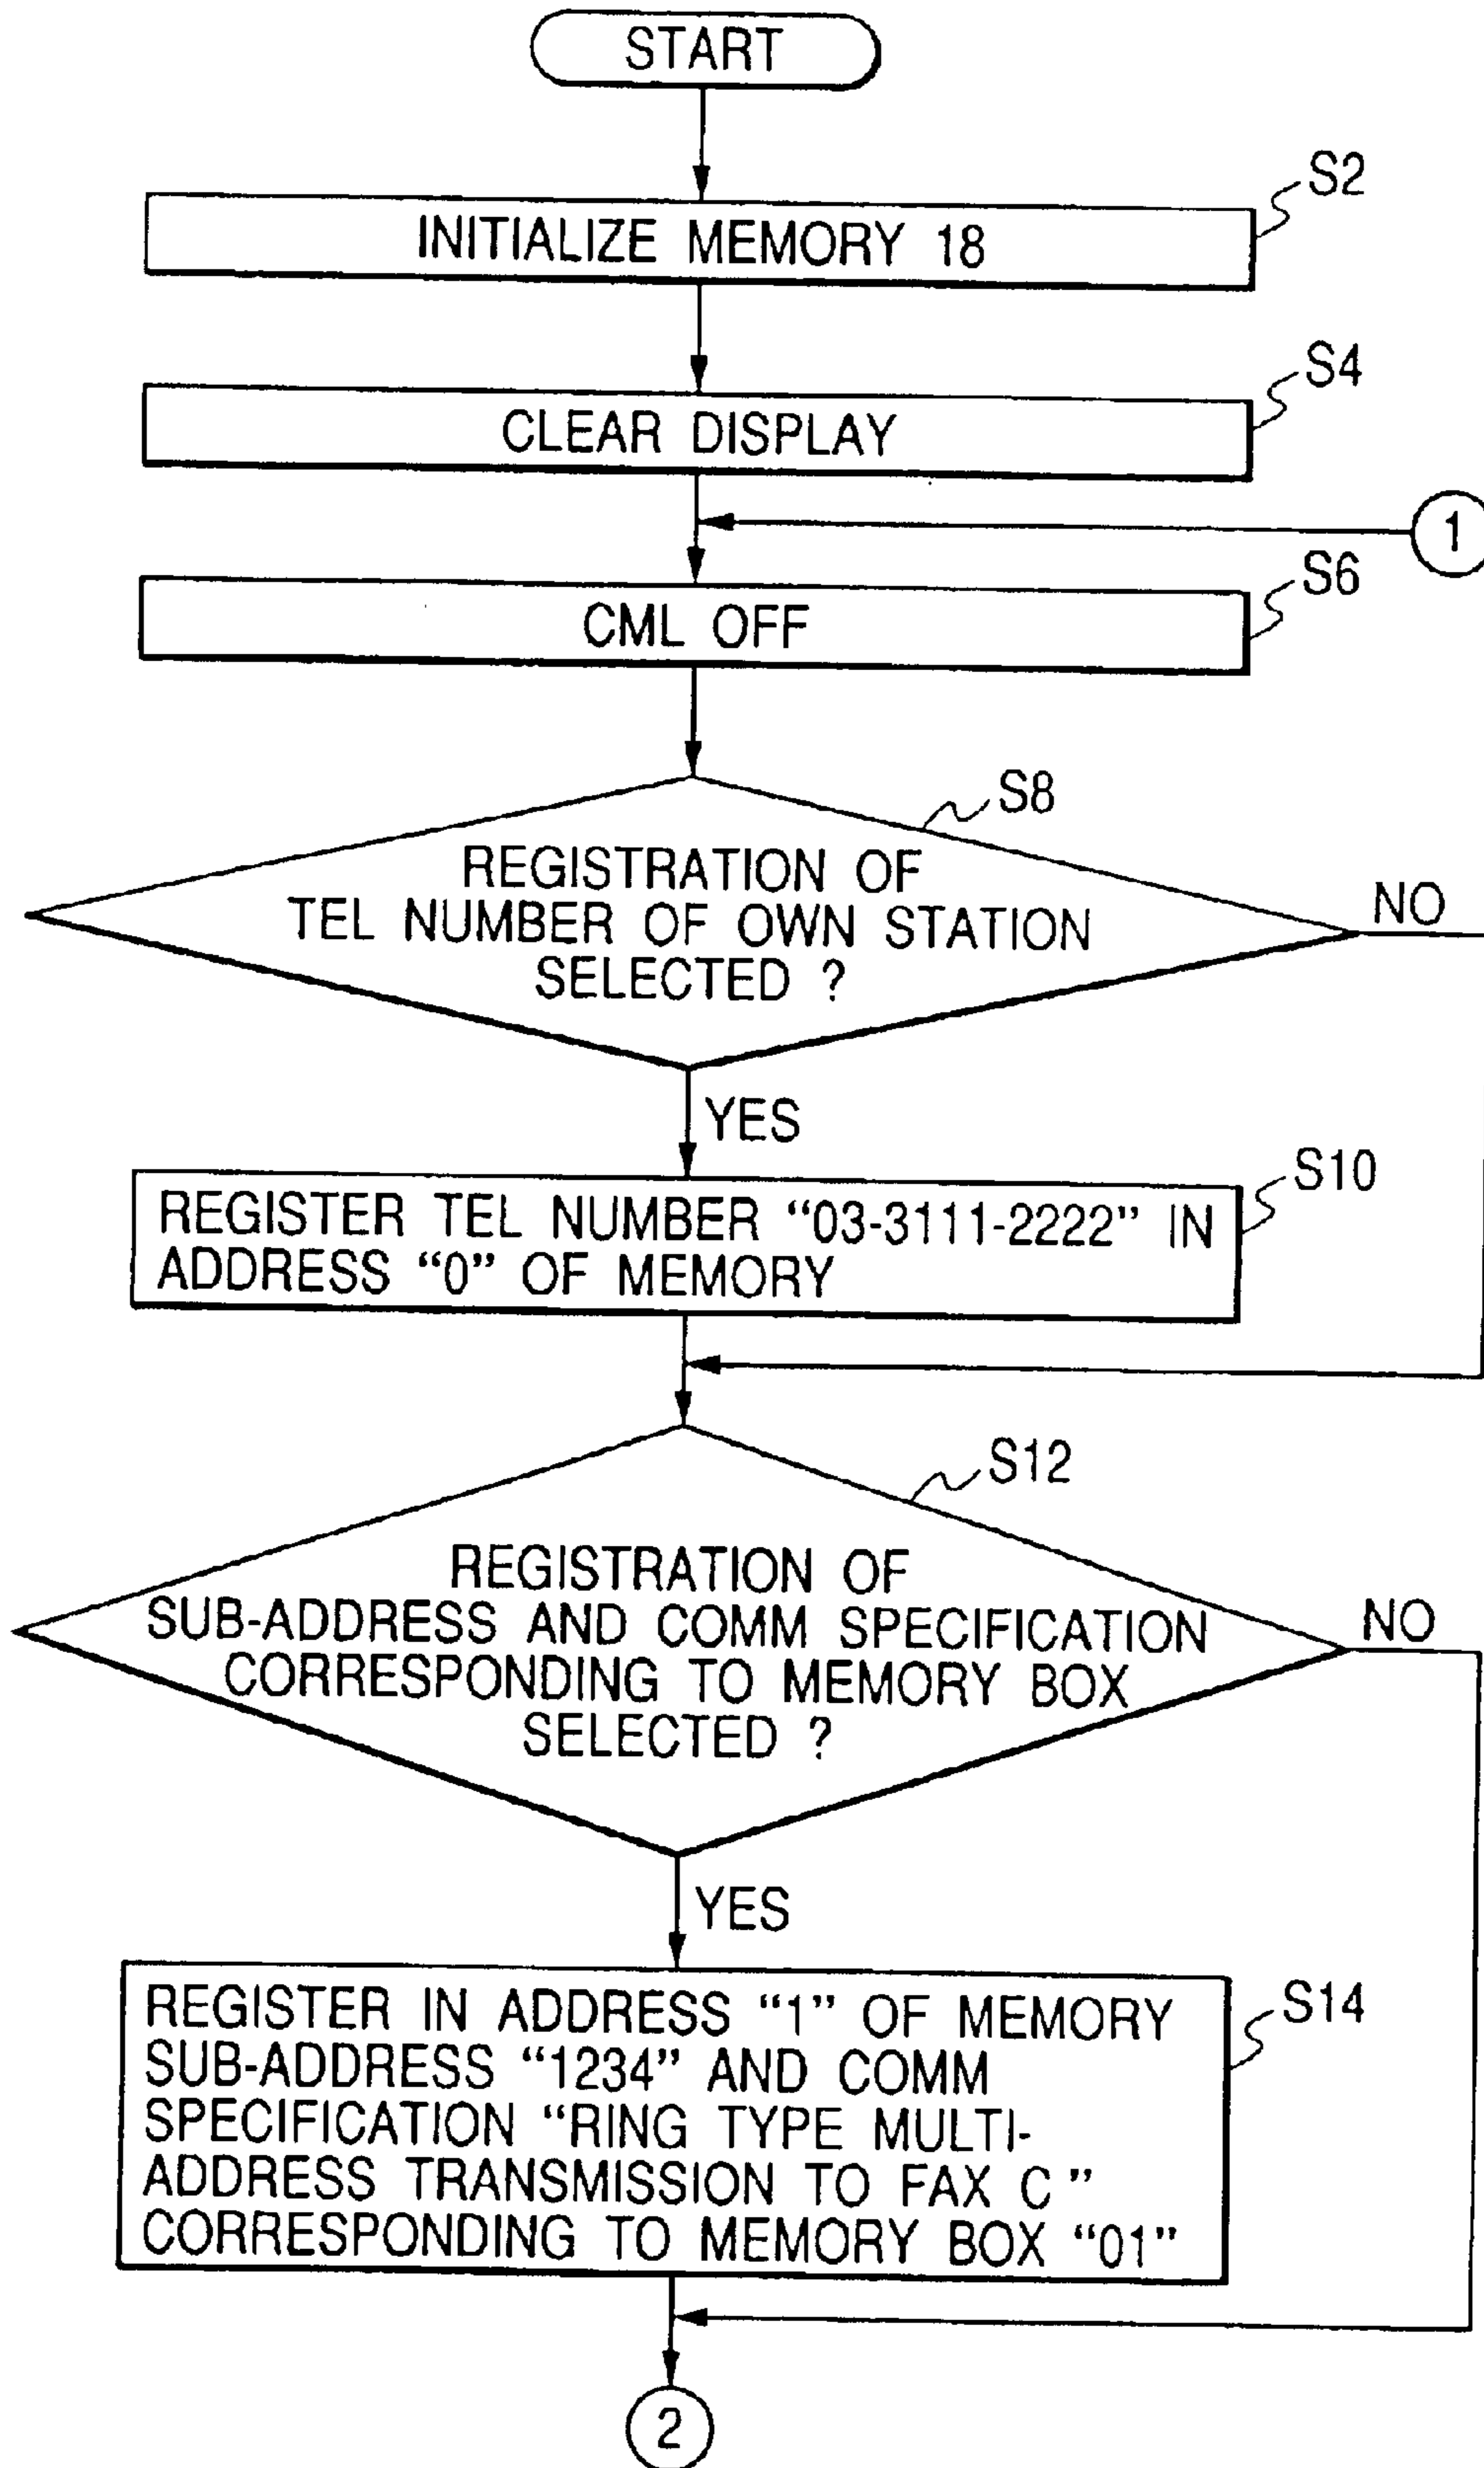 START
S2
INITIALIZE MEMORY 18
S4
CLEAR DISPLAY
1
S6
CML OFF
S8
REGISTRATION OF
TEL NUMBER OF OWN STATION
SELECTED ?
NO
YES
S10
REGISTER TEL NUMBER “03-3111-2222” IN
ADDRESS “0” OF MEMORY
S12
REGISTRATION OF
SUB-ADDRESS AND COMM SPECIFICATION
CORRESPONDING TO MEMORY BOX
SELECTED ?
NO
YES
S14
REGISTER IN ADDRESS “1” OF MEMORY
SUB-ADDRESS “1234” AND COMM
SPECIFICATION “RING TYPE MULTI-
ADDRESS TRANSMISSION TO FAX C ”
CORRESPONDING TO MEMORY BOX “01”
2